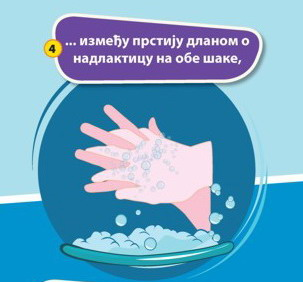 4 ... између прстију дланом о
надлактицу на обе шаке,